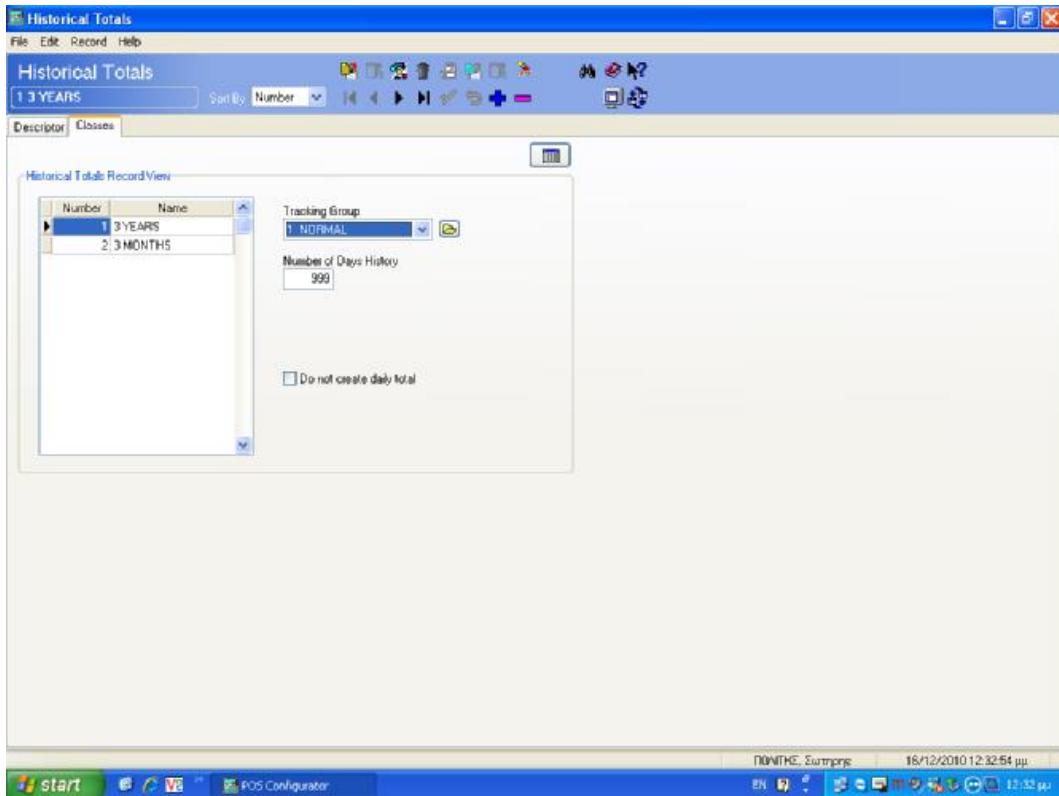 Historical Totals
File Edit Record Help
Historical Totals
1 3 YEARS
Sort By Number
Descriptor Classes
Historical Totals Record View
Number Name
1 3 YEARS
2 3 MONTHS
Tracking Group
1 NORMAL
Number of Days History
999
Do not create daily total
16/12/2010 12:32:54 μμ
start
POS Configurator
EN
12:32 μμ